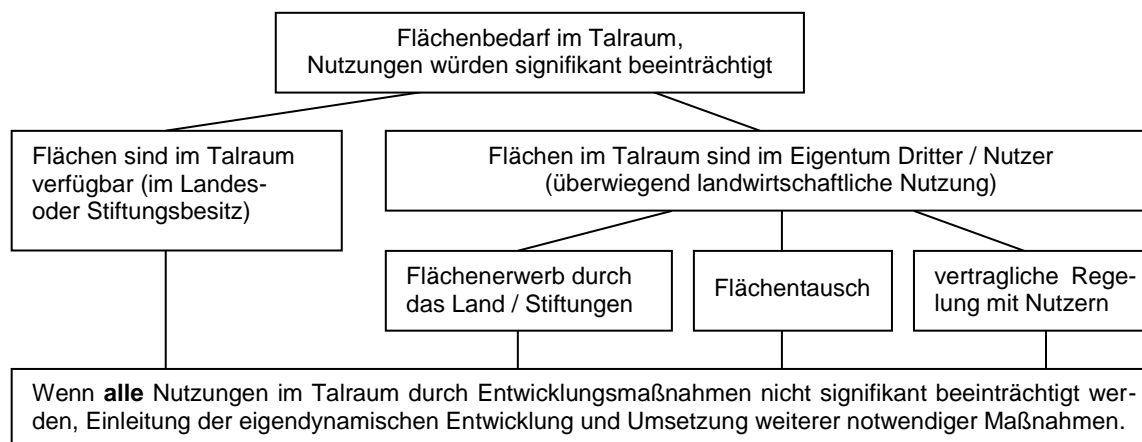 Flächenbedarf im Talraum,
Nutzungen würden signifikant beeinträchtigt
Flächen sind im Talraum
verfügbar (im Landes-
oder Stiftungsbesitz)
Flächen im Talraum sind im Eigentum Dritter / Nutzer
(überwiegend landwirtschaftliche Nutzung)
Flächenerwerb durch
das Land / Stiftungen
Flächentausch
vertragliche Rege-
lung mit Nutzern
Wenn alle Nutzungen im Talraum durch Entwicklungsmaßnahmen nicht signifikant beeinträchtigt wer-
den, Einleitung der eigendynamischen Entwicklung und Umsetzung weiterer notwendiger Maßnahmen.